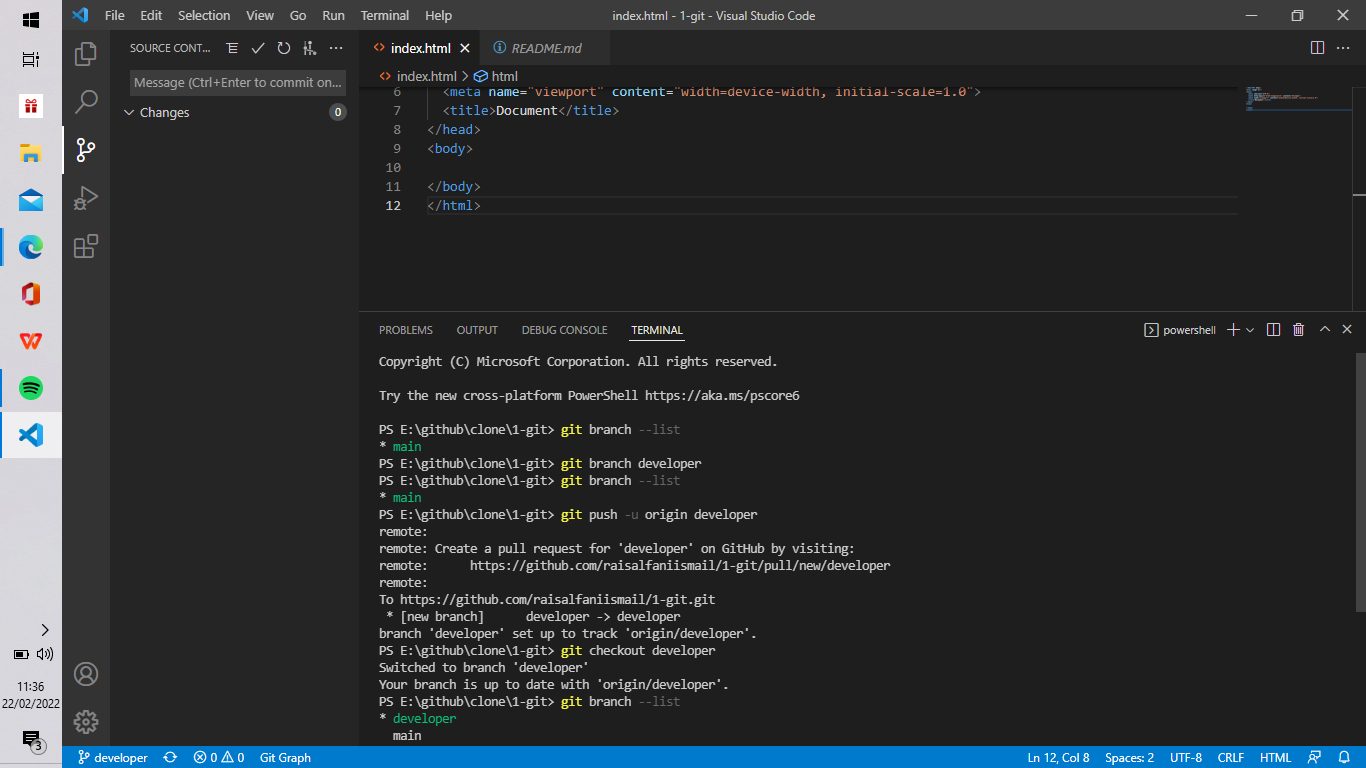 File Edit Selection View Go Run Terminal Help
index.html - 1-git - Visual Studio Code
SOURCE CONT...
Message (Ctrl+Enter to commit on...
Changes
0
index.html
README.md
index.html > html
6 <meta name="viewport" content="width=device-width, initial-scale=1.0">
7 <title>Document</title>
8 </head>
9 <body>
10
11 </body>
12 </html>
PROBLEMS OUTPUT DEBUG CONSOLE TERMINAL
powershell
Copyright (C) Microsoft Corporation. All rights reserved.
Try the new cross-platform PowerShell https://aka.ms/pscore6
PS E:\github\clone\1-git> git branch --list
* main
PS E:\github\clone\1-git> git branch developer
PS E:\github\clone\1-git> git branch --list
* main
PS E:\github\clone\1-git> git push -u origin developer
remote:
remote: Create a pull request for 'developer' on GitHub by visiting:
remote:      https://github.com/raisalfaniismail/1-git/pull/new/developer
remote:
To https://github.com/raisalfaniismail/1-git.git
* [new branch]      developer -> developer
branch 'developer' set up to track 'origin/developer'.
PS E:\github\clone\1-git> git checkout developer
Switched to branch 'developer'
Your branch is up to date with 'origin/developer'.
PS E:\github\clone\1-git> git branch --list
* developer
main
11:36
22/02/2022
3
developer
0 0
Git Graph
Ln 12, Col 8
Spaces: 2
UTF-8
CRLF
HTML